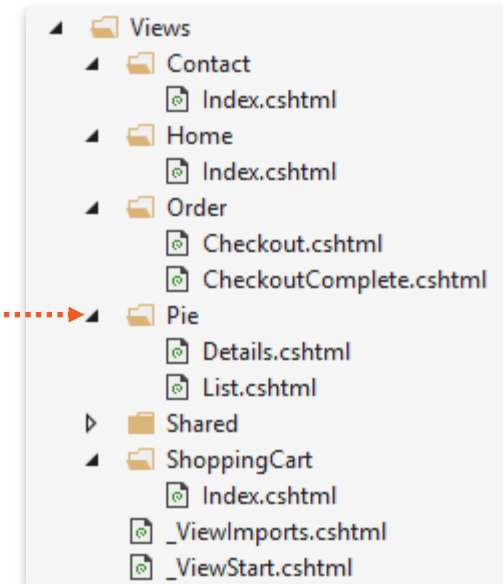 Views
Contact
Index.cshtml
Home
Index.cshtml
Order
Checkout.cshtml
CheckoutComplete.cshtml
Pie
Details.cshtml
List.cshtml
Shared
ShoppingCart
Index.cshtml
_ViewImports.cshtml
_ViewStart.cshtml